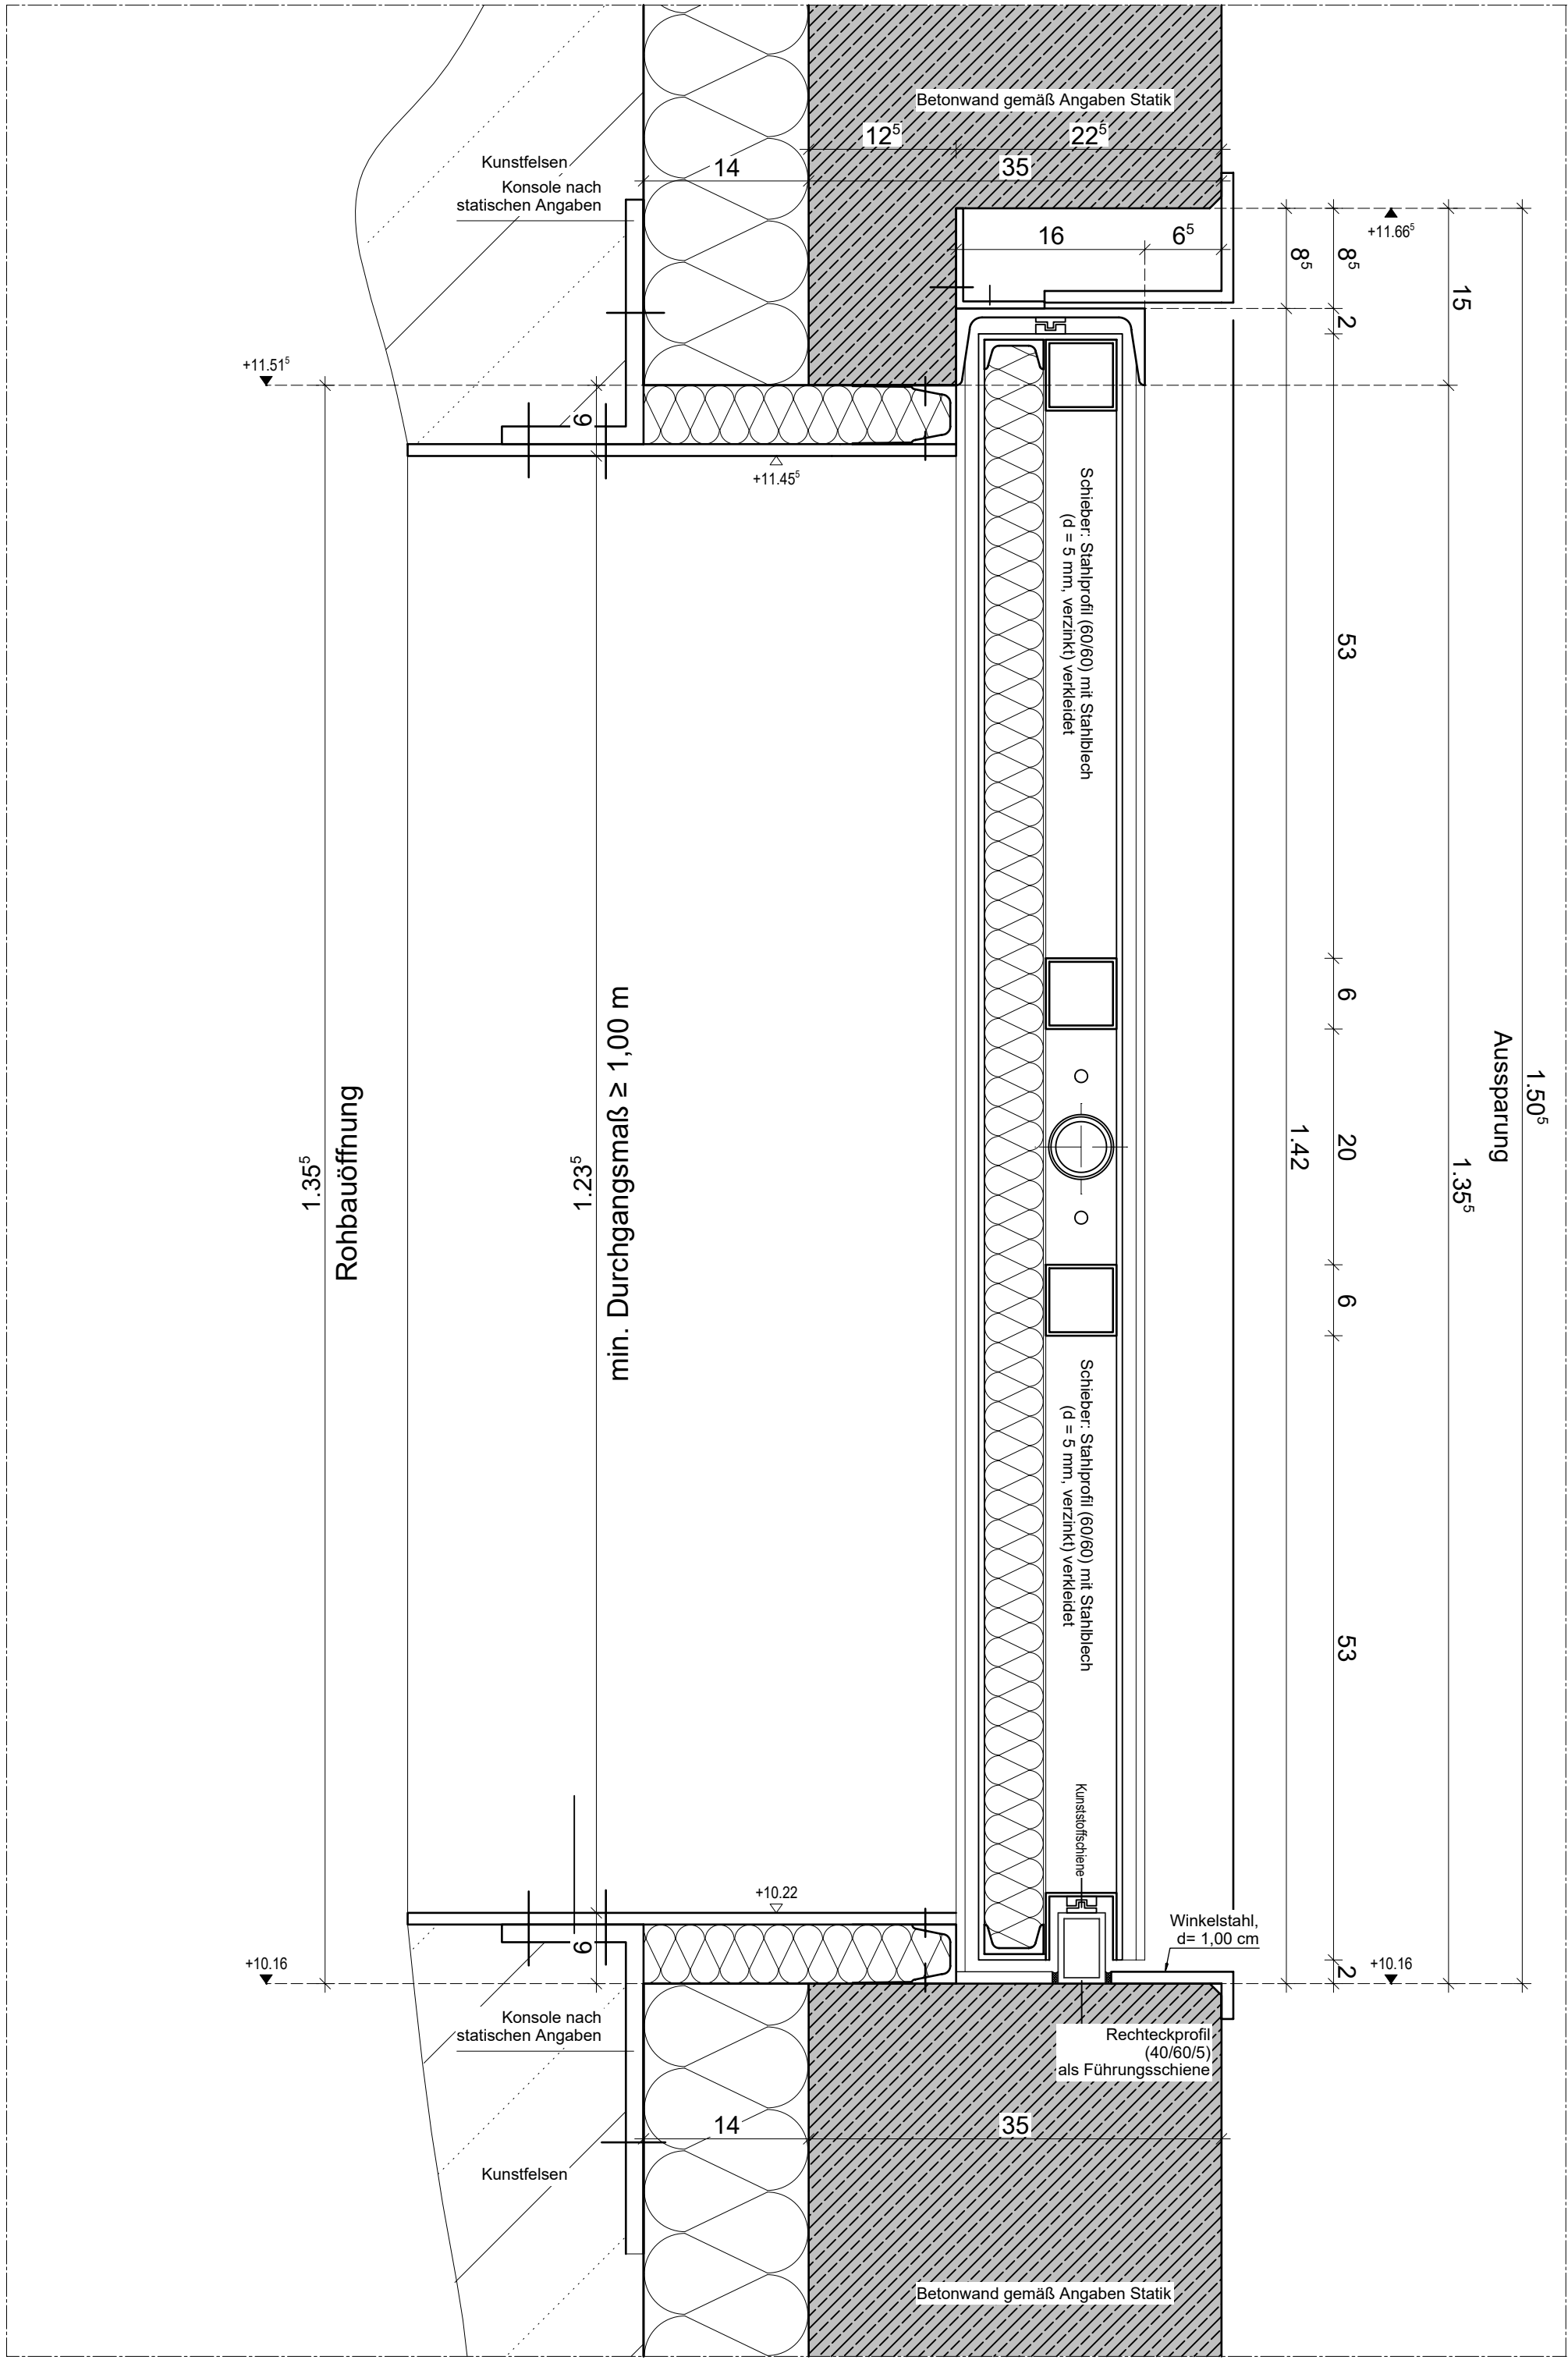 Betonwand gemäß Angaben Statik
12⁵
22⁵
14
35
Kunstfelsen
Konsole nach
statischen Angaben
16
6⁵
8⁵
8⁵
+11.66⁵
15
2
+11.51⁵
6
+11.45⁵
Schieber: Stahlprofil (60/60) mit Stahlblech
(d = 5 mm, verzinkt) verkleidet
53
6
20
6
53
2
1.42
1.35⁵
Aussparung
1.50⁵
1.35⁵
Rohbauöffnung
1.23⁵
min. Durchgangsmaß ≥ 1,00 m
Schieber: Stahlprofil (60/60) mit Stahlblech
(d = 5 mm, verzinkt) verkleidet
Kunststoffschiene
+10.22
Winkelstahl,
d= 1,00 cm
6
+10.16
+10.16
Konsole nach
statischen Angaben
Rechteckprofil
(40/60/5)
als Führungsschiene
14
35
Kunstfelsen
Betonwand gemäß Angaben Statik